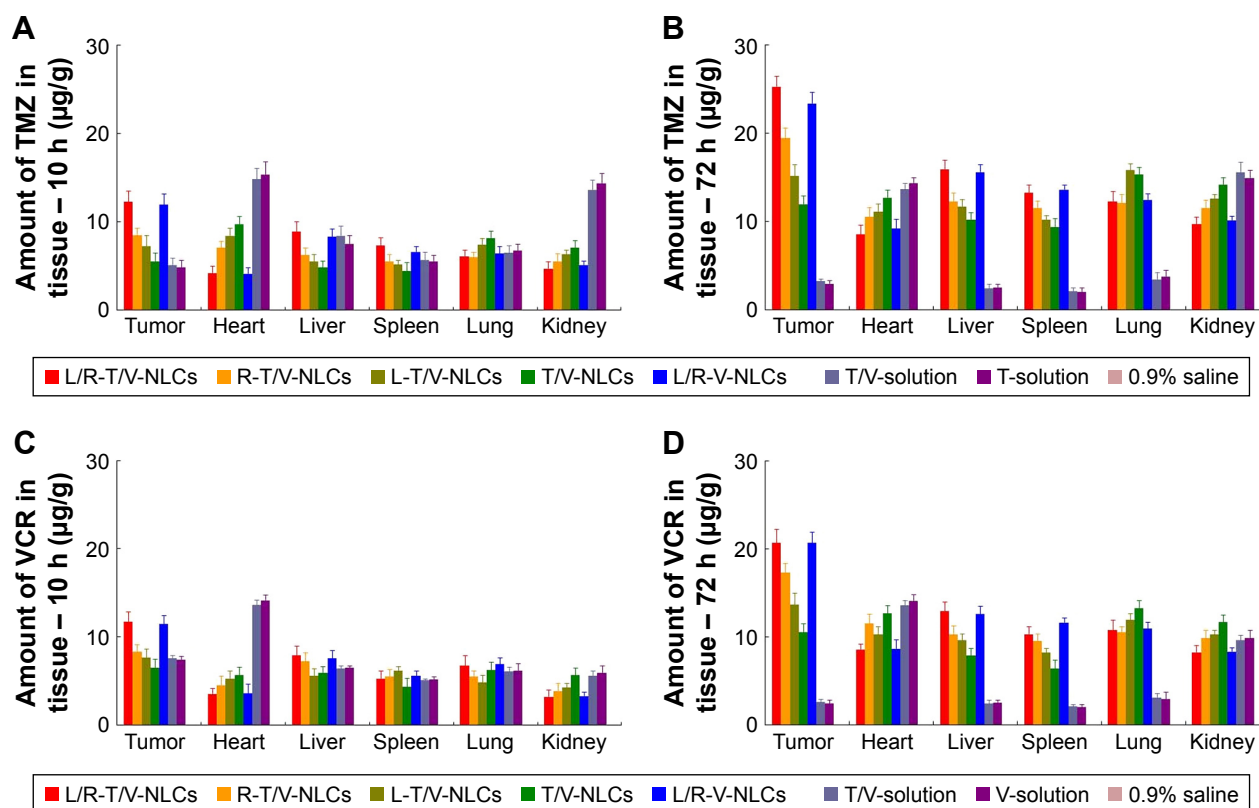 A
Amount of TMZ in
tissue – 10 h (µg/g)
30
20
10
0
Tumor Heart Liver Spleen Lung Kidney
B
Amount of TMZ in
tissue – 72 h (µg/g)
30
20
10
0
Tumor Heart Liver Spleen Lung Kidney
L/R-T/V-NLCs R-T/V-NLCs L-T/V-NLCs T/V-NLCs L/R-V-NLCs T/V-solution T-solution 0.9% saline
C
Amount of VCR in
tissue – 10 h (µg/g)
30
20
10
0
Tumor Heart Liver Spleen Lung Kidney
D
Amount of VCR in
tissue – 72 h (µg/g)
30
20
10
0
Tumor Heart Liver Spleen Lung Kidney
L/R-T/V-NLCs R-T/V-NLCs L-T/V-NLCs T/V-NLCs L/R-V-NLCs T/V-solution V-solution 0.9% saline